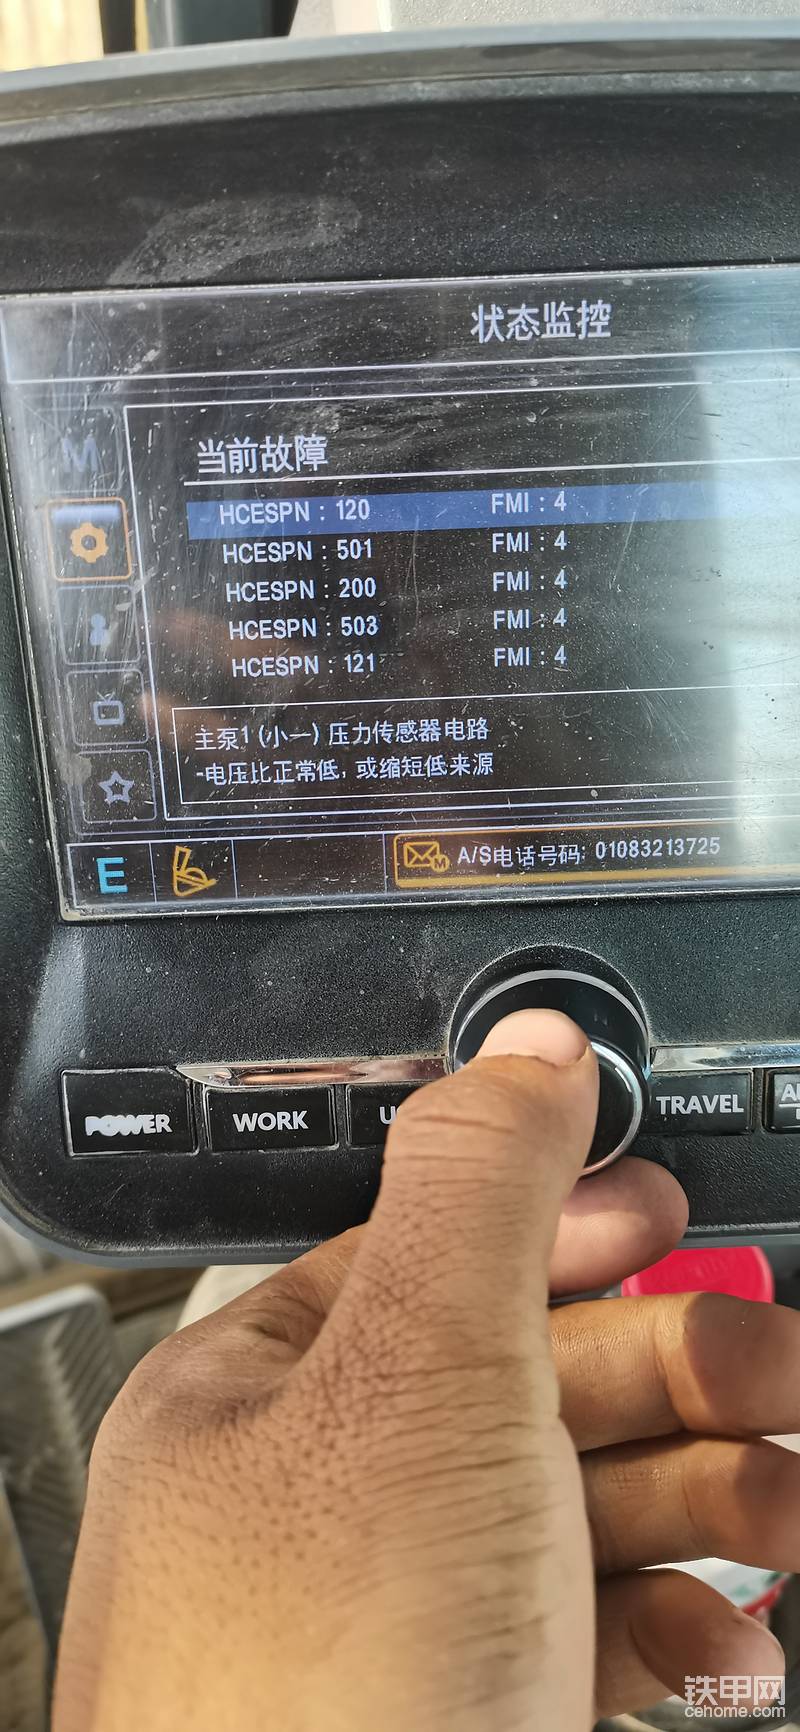 状态监控
M
当前故障
HCESPN : 120 FMI : 4
HCESPN : 501 FMI : 4
HCESPN : 200 FMI : 4
HCESPN : 503 FMI : 4
HCESPN : 121 FMI : 4
主泵1 (小一) 压力传感器电路
-电压比正常低, 或缩短低来源
E
M A/S电话号码: 01083213725
POWER WORK U TRAVEL
铁甲网
cehome.com